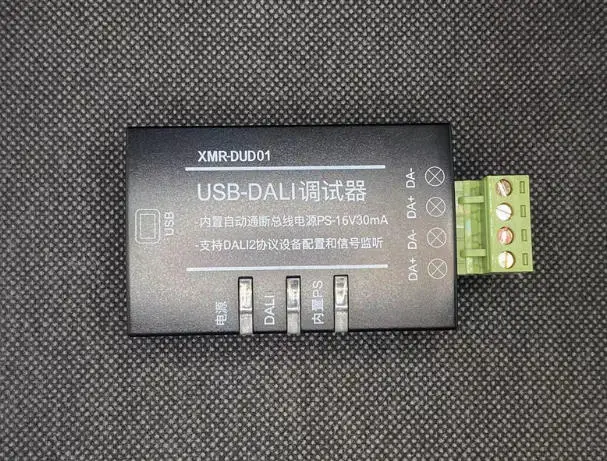 XMR-DUD01
USB-DALI调试器
-内置自动通断总线电源PS-16V30mA
-支持DALI2协议设备配置和信号监听
USB
DA-
DA+
DA-
DA+
电源
DALI
内置PS